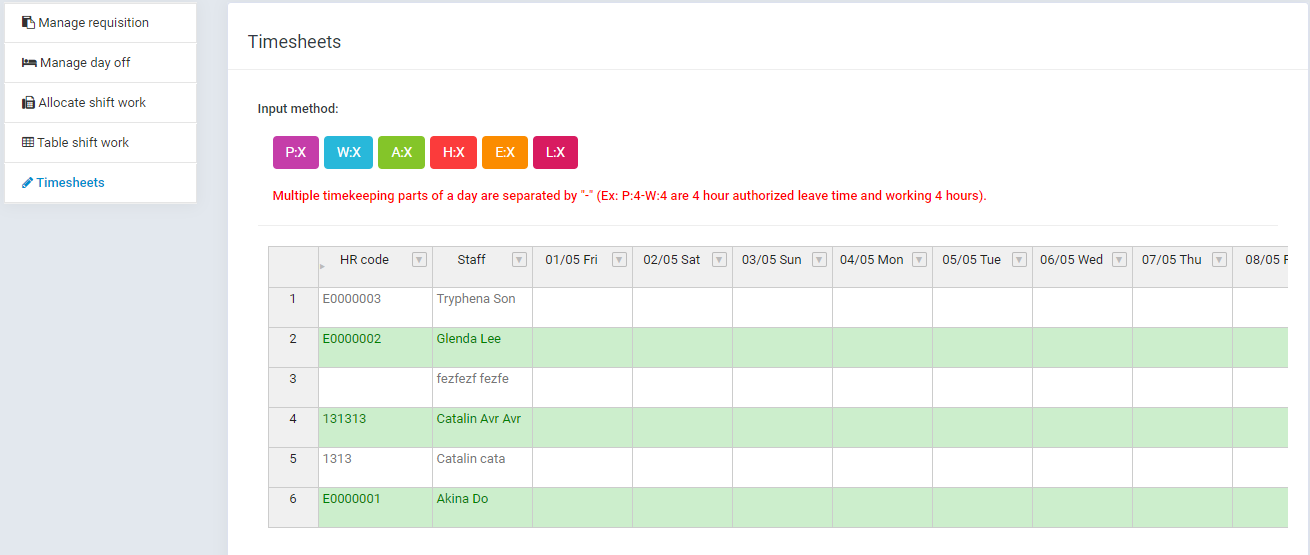 Manage requisition
Manage day off
Allocate shift work
Table shift work
Timesheets
Timesheets
Input method:
P:X W:X A:X H:X E:X L:X
Multiple timekeeping parts of a day are separated by "-" (Ex: P:4-W:4 are 4 hour authorized leave time and working 4 hours).
HR code Staff 01/05 Fri 02/05 Sat 03/05 Sun 04/05 Mon 05/05 Tue 06/05 Wed 07/05 Thu 08/05 F
1 E0000003 Tryphena Son
2 E0000002 Glenda Lee
3 fezfezf fezfe
4 131313 Catalin Avr Avr
5 1313 Catalin cata
6 E0000001 Akina Do